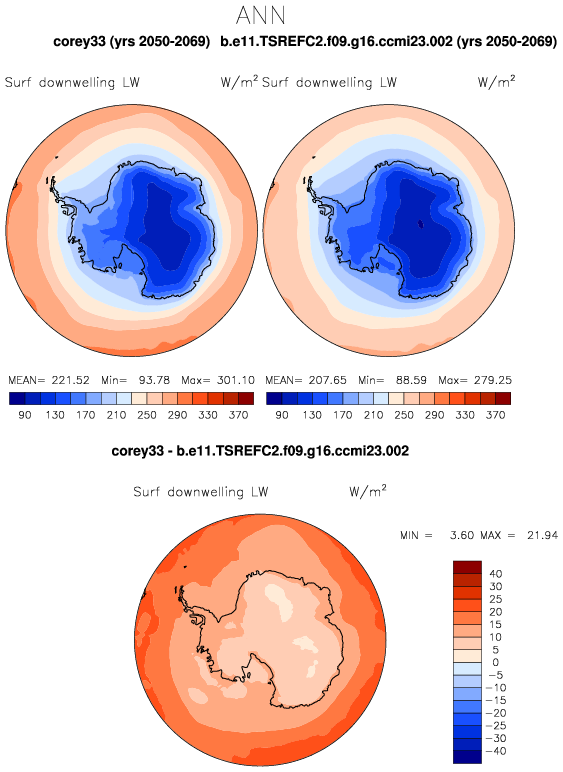 ANN
corey33 (yrs 2050-2069) b.e11.TSREFC2.f09.g16.ccmi23.002 (yrs 2050-2069)
Surf downwelling LW W/m² Surf downwelling LW W/m²
MEAN= 221.52 Min= 93.78 Max= 301.10 MEAN= 207.65 Min= 88.59 Max= 279.25
90 130 170 210 250 290 330 370 90 130 170 210 250 290 330 370
corey33 - b.e11.TSREFC2.f09.g16.ccmi23.002
Surf downwelling LW W/m²
MIN = 3.60 MAX = 21.94
40
30
25
20
15
10
5
0
−5
−10
−15
−20
−25
−30
−40